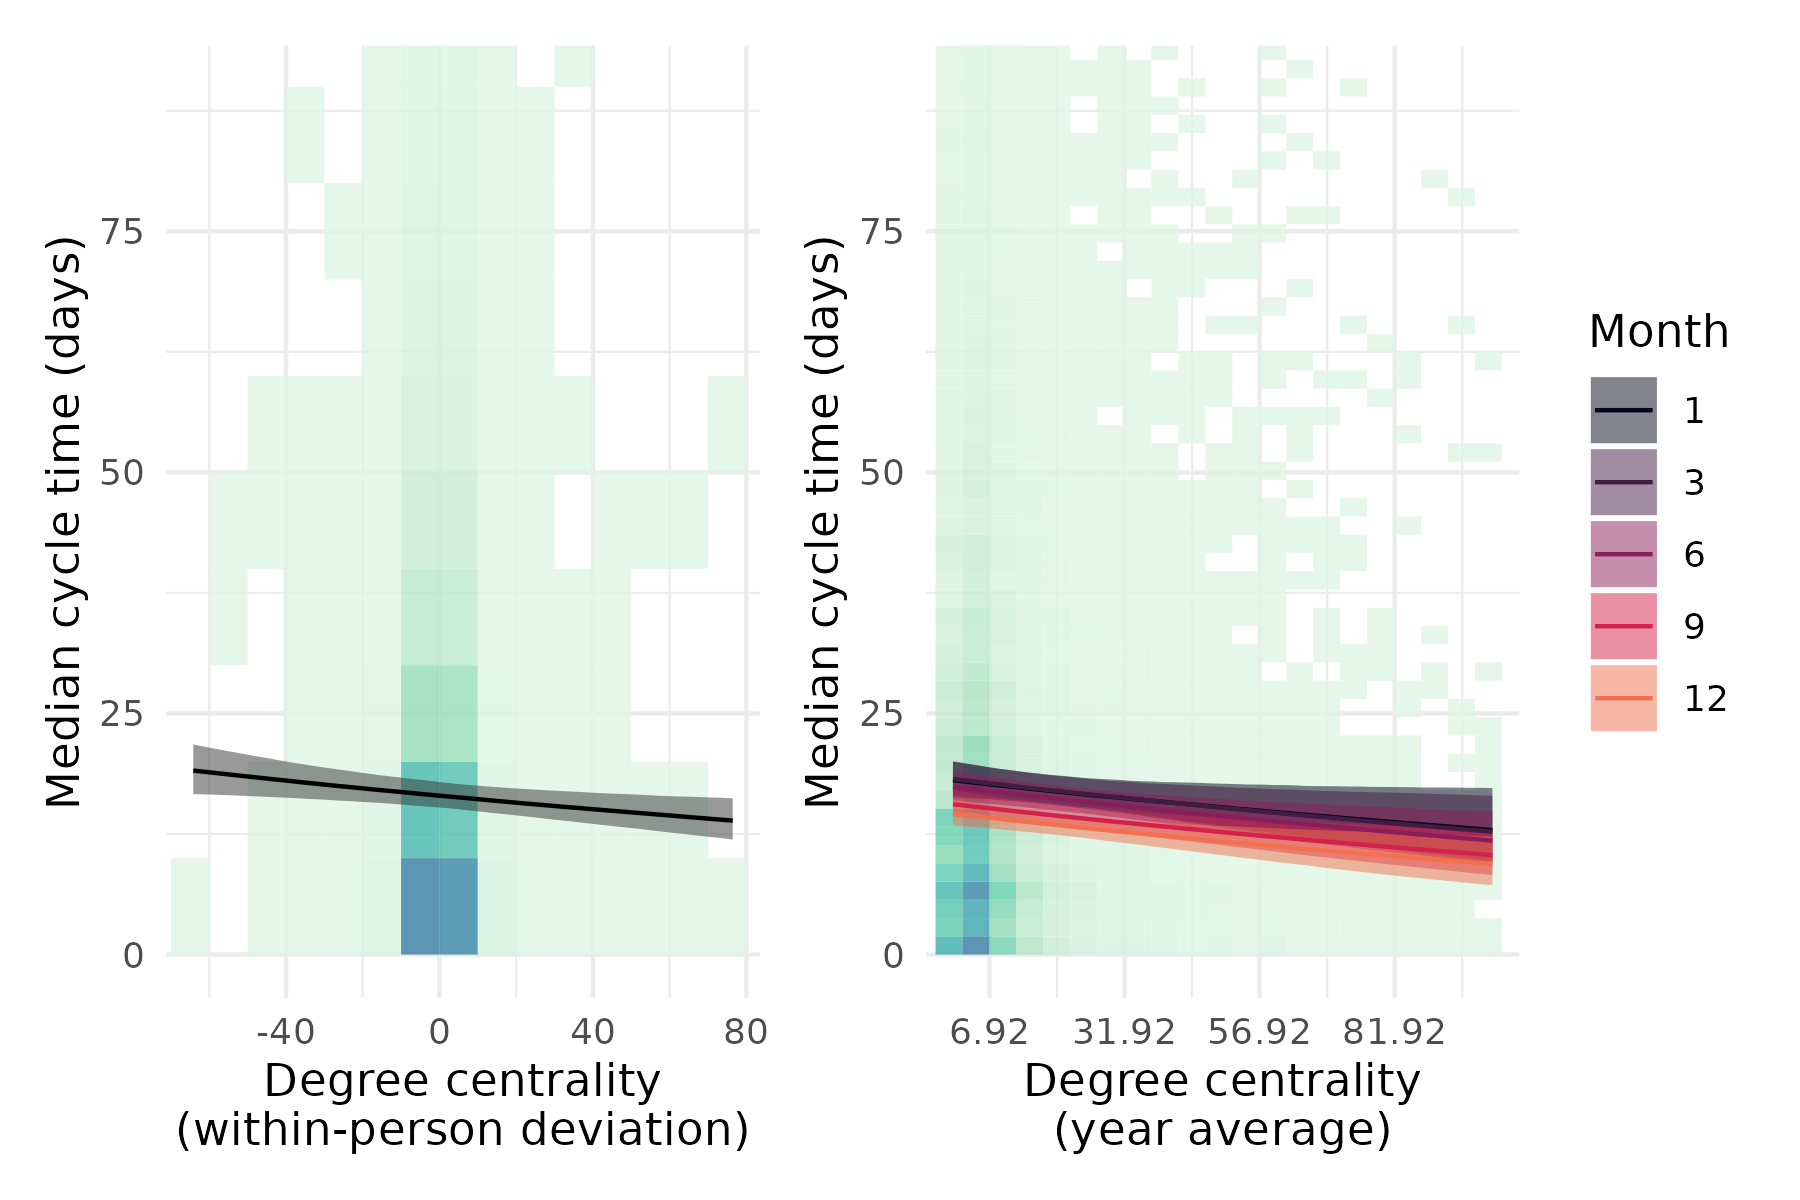 Median cycle time (days)
75
50
25
0
-40 0 40 80
Degree centrality
(within-person deviation)
Median cycle time (days)
75
50
25
0
6.92 31.92 56.92 81.92
Degree centrality
(year average)
Month
1
3
6
9
12